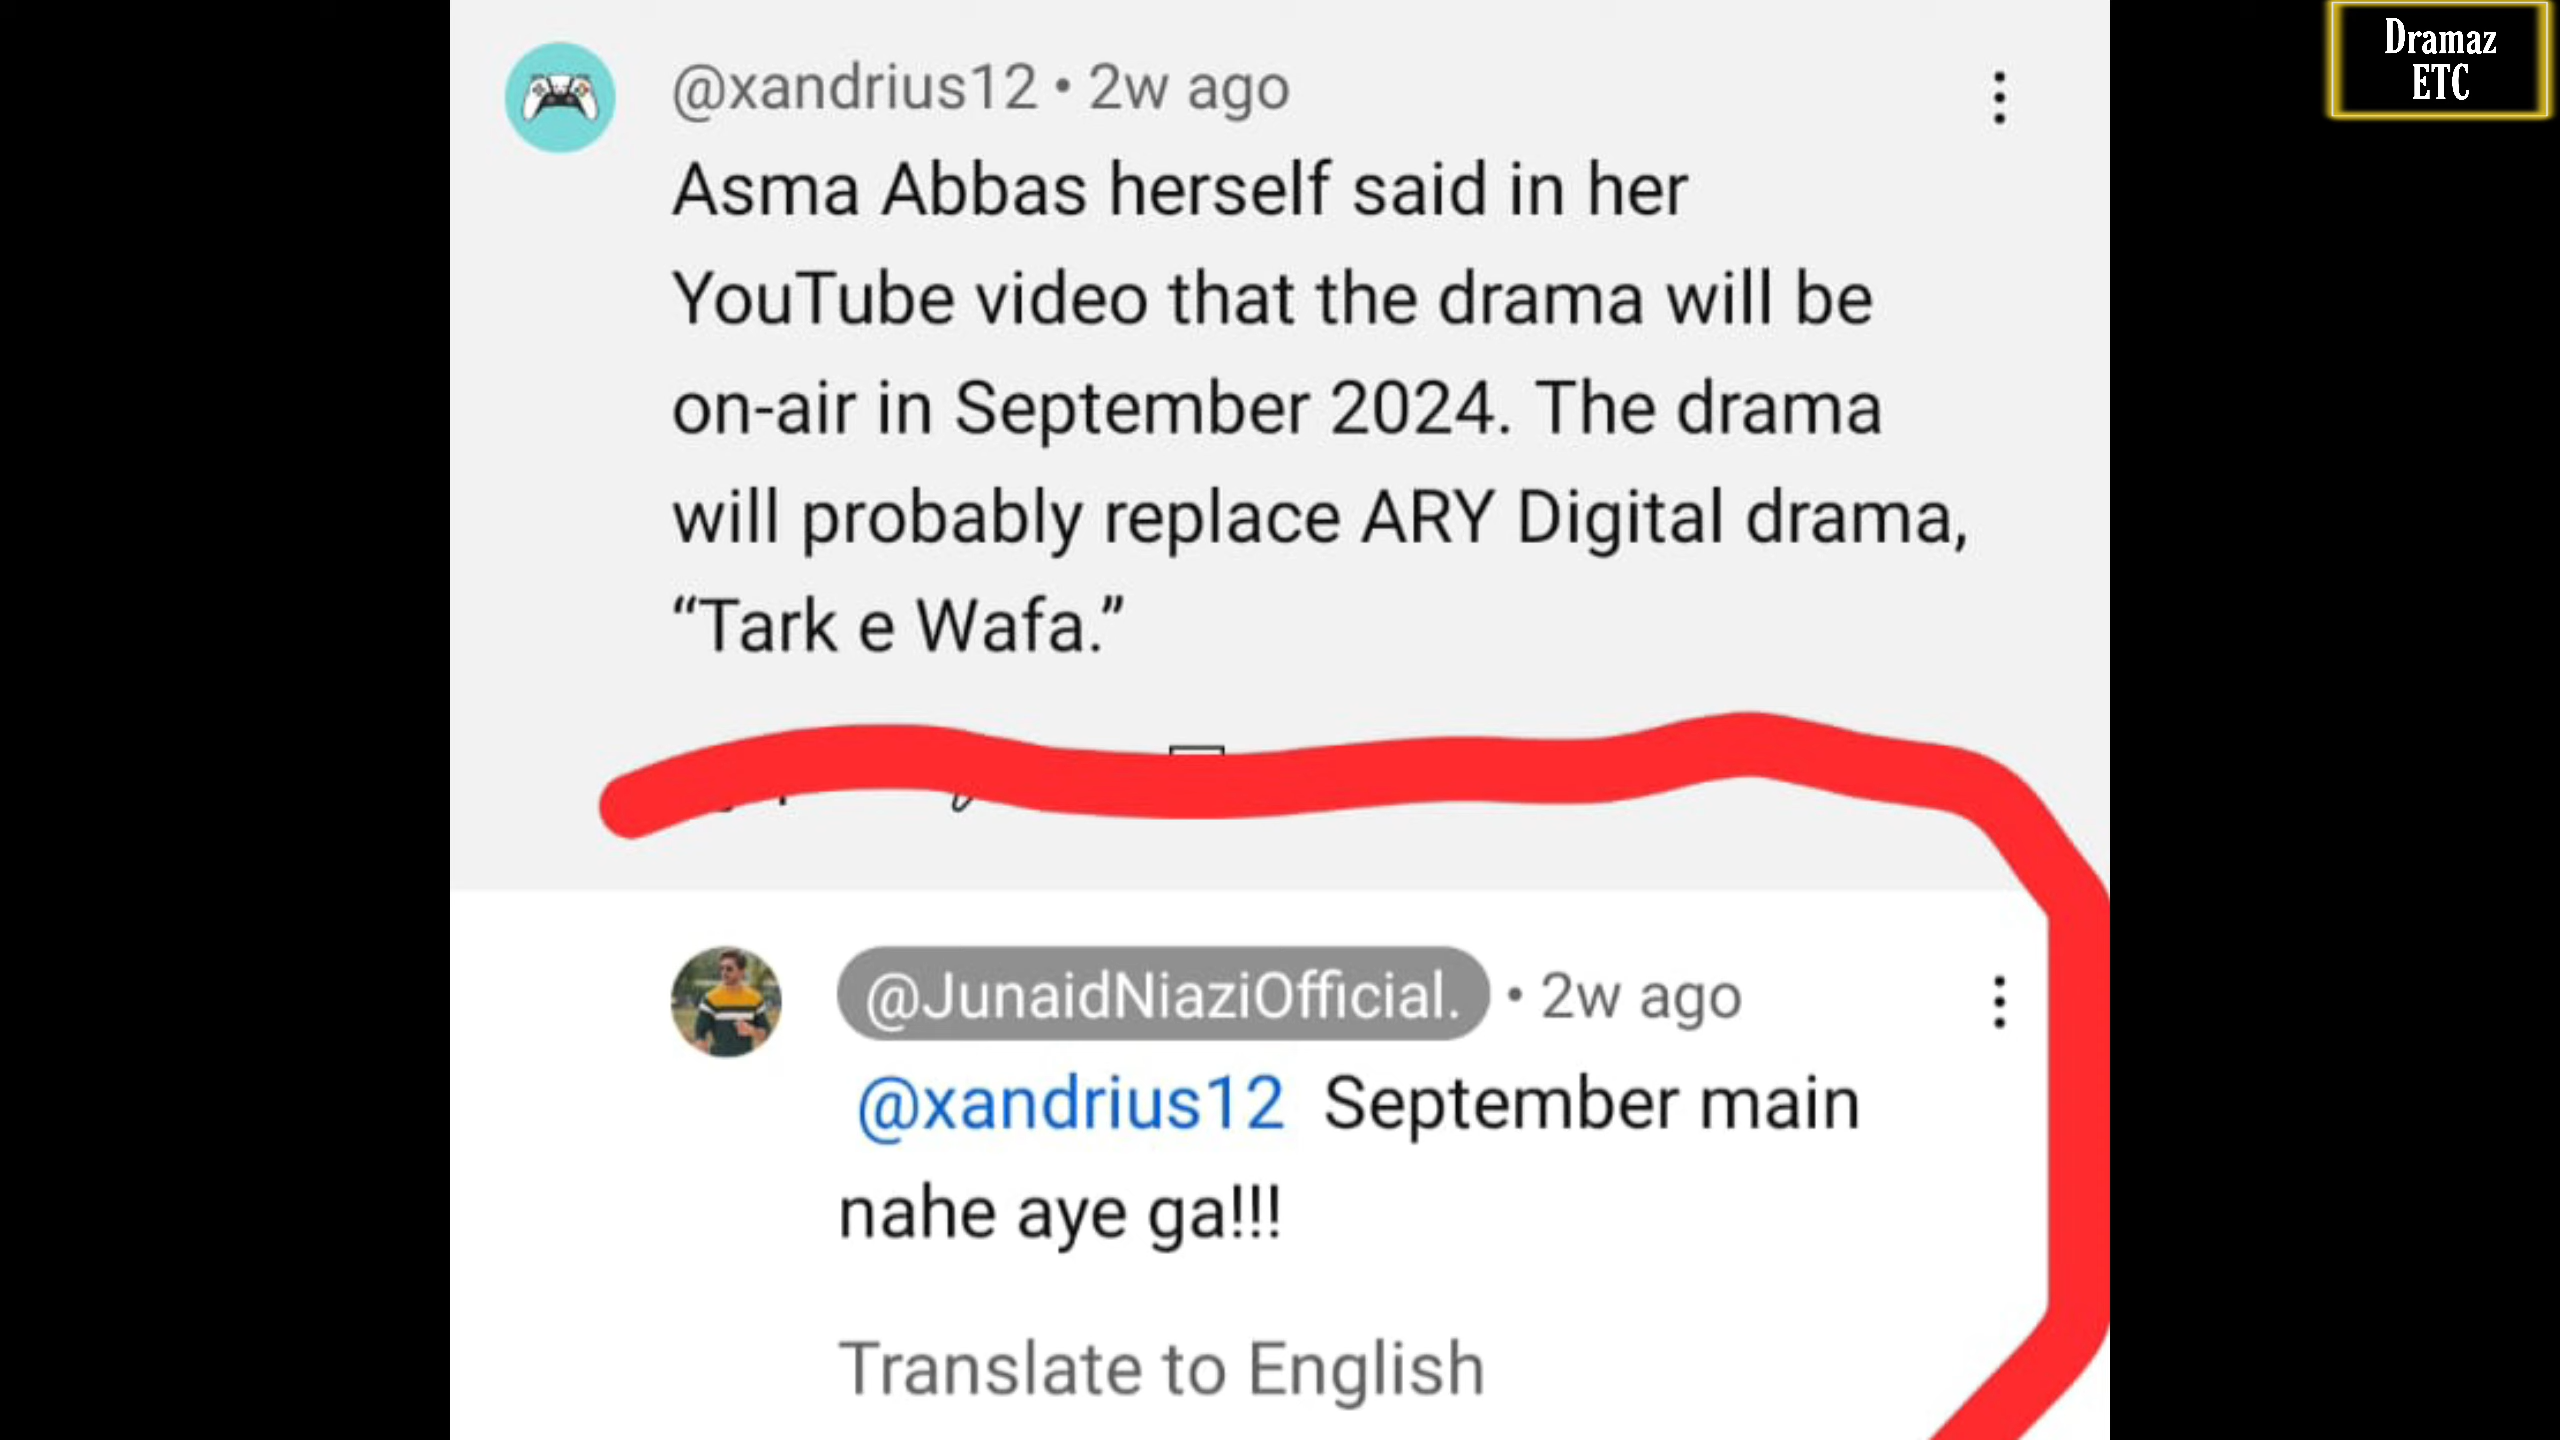 Dramaz
ETC
@xandrius12 • 2w ago
Asma Abbas herself said in her
YouTube video that the drama will be
on-air in September 2024. The drama
will probably replace ARY Digital drama,
“Tark e Wafa.”
@JunaidNiaziOfficial. • 2w ago
@xandrius12 September main
nahe aye ga!!!
Translate to English